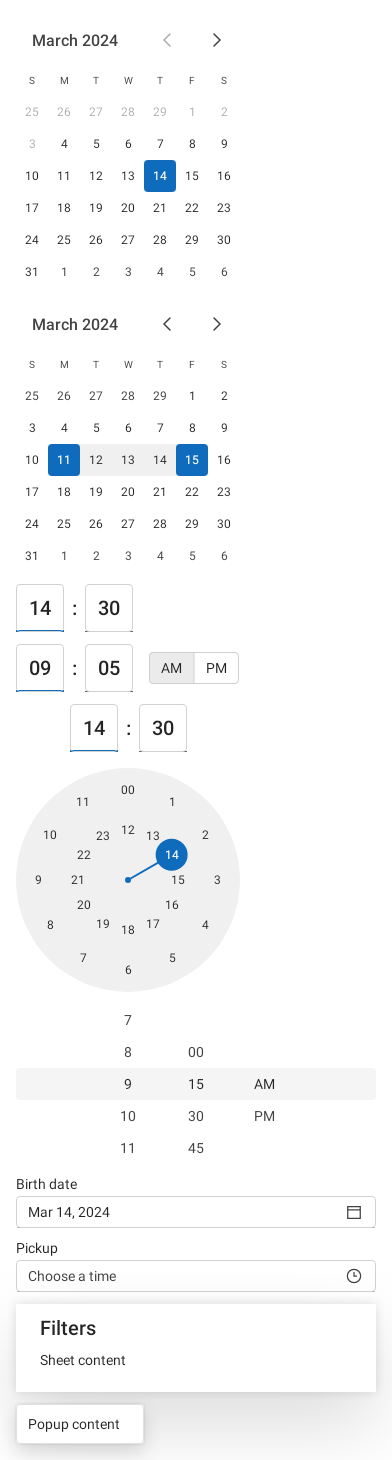 March 2024
S M T W T F S
25 26 27 28 29 1 2
3 4 5 6 7 8 9
10 11 12 13 14 15 16
17 18 19 20 21 22 23
24 25 26 27 28 29 30
31 1 2 3 4 5 6
March 2024
S M T W T F S
25 26 27 28 29 1 2
3 4 5 6 7 8 9
10 11 12 13 14 15 16
17 18 19 20 21 22 23
24 25 26 27 28 29 30
31 1 2 3 4 5 6
14 : 30
09 : 05 AM PM
14 : 30
00
11 1
12
10 23 13 2
22 14
9 21 15 3
20 16
8 19 17 4
18
7 5
6
7
8 00
9 15 AM
10 30 PM
11 45
Birth date
Mar 14, 2024
Pickup
Choose a time
Filters
Sheet content
Popup content